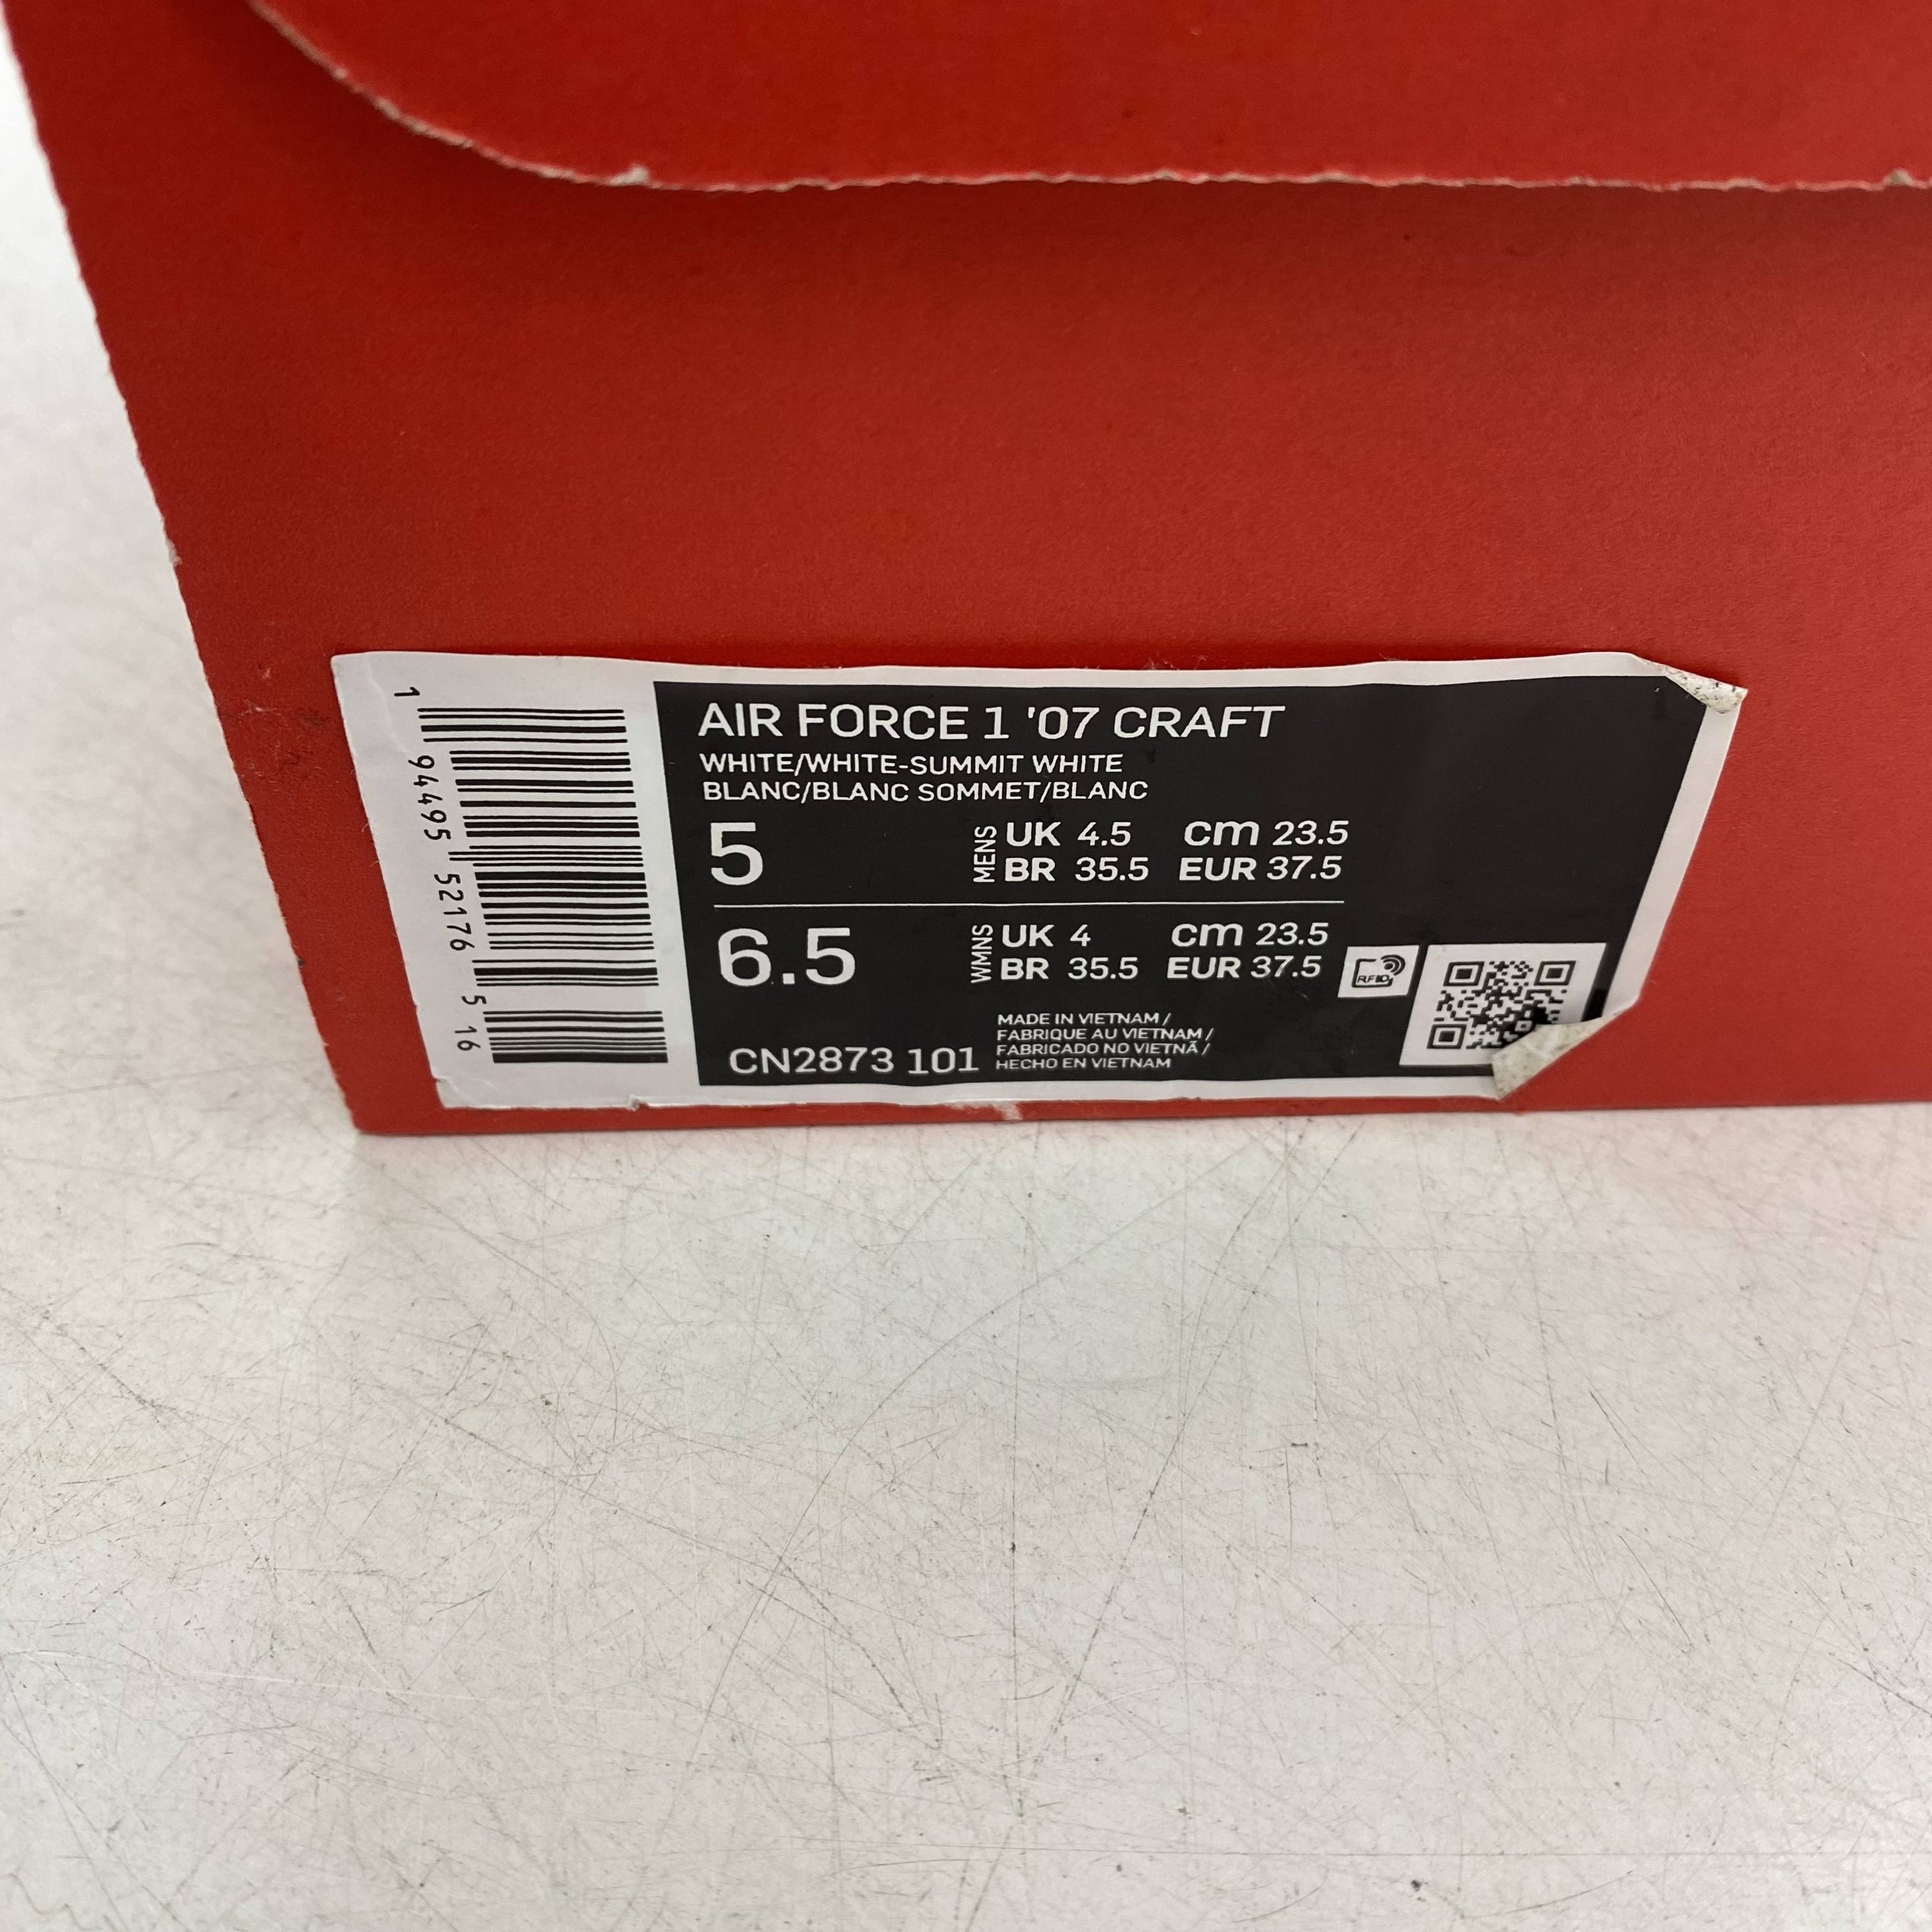 1 94495 52176 5 16
AIR FORCE 1 '07 CRAFT
WHITE/WHITE-SUMMIT WHITE
BLANC/BLANC SOMMET/BLANC
5 MENS UK 4.5 cm 23.5
BR 35.5 EUR 37.5
6.5 WMNS UK 4 cm 23.5
BR 35.5 EUR 37.5
RFID
MADE IN VIETNAM /
FABRIQUE AU VIETNAM /
FABRICADO NO VIETNÃ /
HECHO EN VIETNAM
CN2873 101